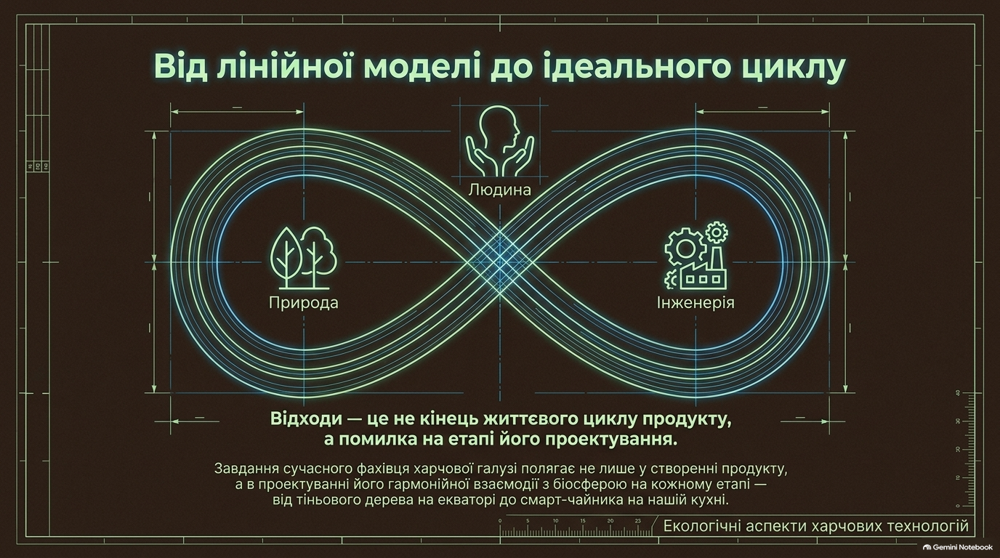 Від лінійної моделі до ідеального циклу
Людина
Природа
Інженерія
Відходи — це не кінець життєвого циклу продукту,
а помилка на етапі його проектування.
Завдання сучасного фахівця харчової галузі полягає не лише у створенні продукту,
а в проектуванні його гармонійної взаємодії з біосферою на кожному етапі —
від тіньового дерева на екваторі до смарт-чайника на нашій кухні.
0 5 10 15 20 25
Екологічні аспекти харчових технологій
Gemini Notebook